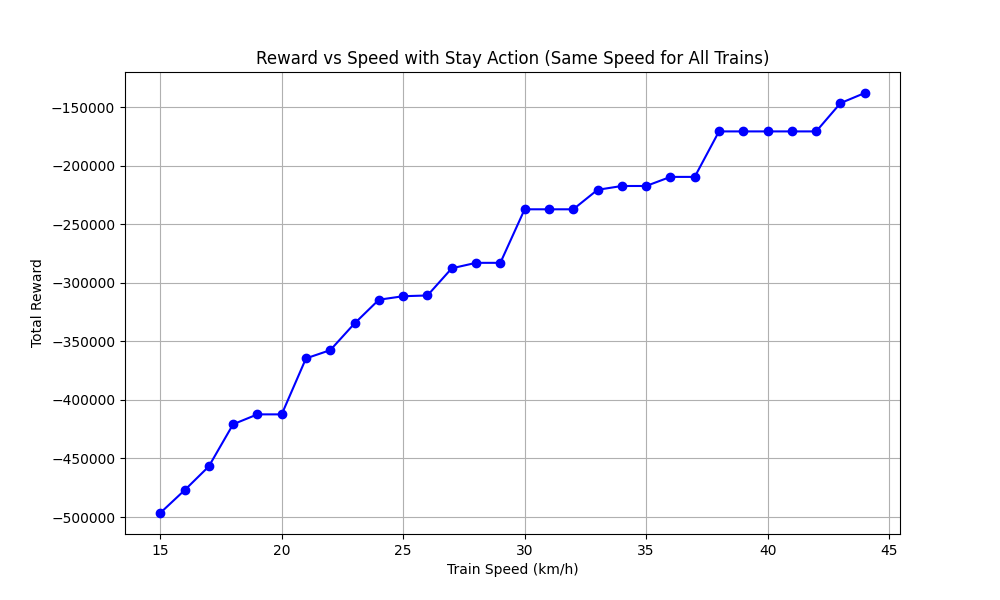 Reward vs Speed with Stay Action (Same Speed for All Trains)
Total Reward
−150000
−200000
−250000
−300000
−350000
−400000
−450000
−500000
15 20 25 30 35 40 45
Train Speed (km/h)